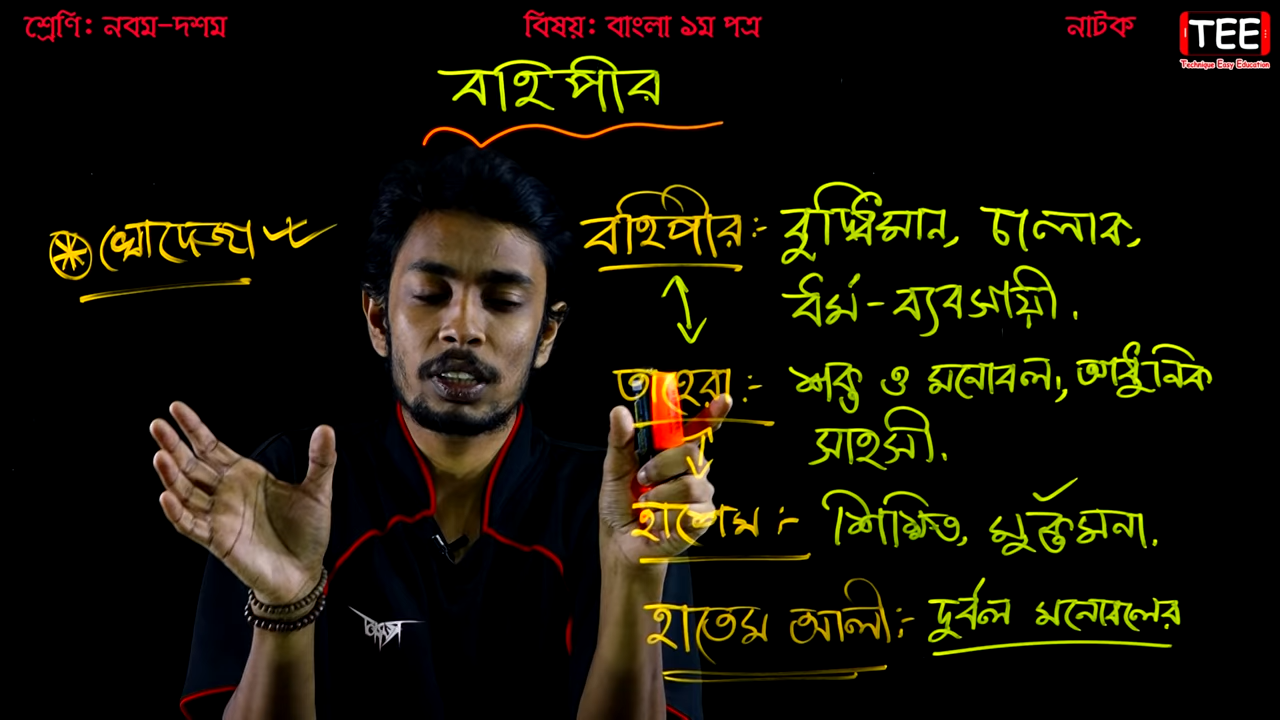 শ্রেণি: নবম-দশম
বিষয়: বাংলা ১ম পত্র
নাটক
TEE
Technique Easy Education
বহিপীর
খোদেজা
বহিপীর :- বুদ্ধিমান, চালাক,
ধর্ম-ব্যবসায়ী.
তাহেরা :- শক্ত ও মনোবল, আধুনিক
সাহসী.
হাশেম :- শিক্ষিত, মুক্তমনা.
হাতেম আলী :- দুর্বল মনোবলের